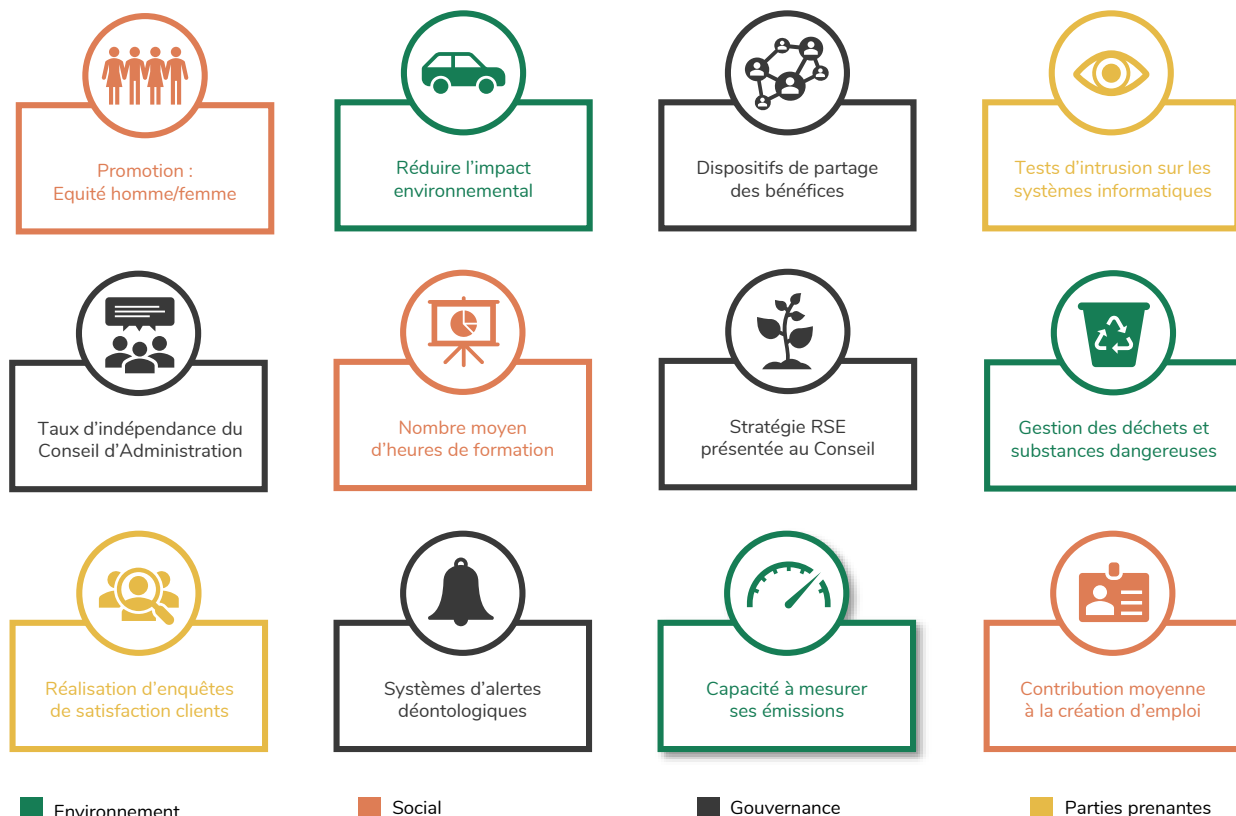 Promotion :
Equité homme/femme
Réduire l'impact
environnemental
Dispositifs de partage
des bénéfices
Tests d'intrusion sur les
systèmes informatiques
Taux d'indépendance du
Conseil d'Administration
Nombre moyen
d'heures de formation
Stratégie RSE
présentée au Conseil
Gestion des déchets et
substances dangereuses
Réalisation d'enquêtes
de satisfaction clients
Systèmes d'alertes
déontologiques
Capacité à mesurer
ses émissions
Contribution moyenne
à la création d'emploi
Environnement
Social
Gouvernance
Parties prenantes